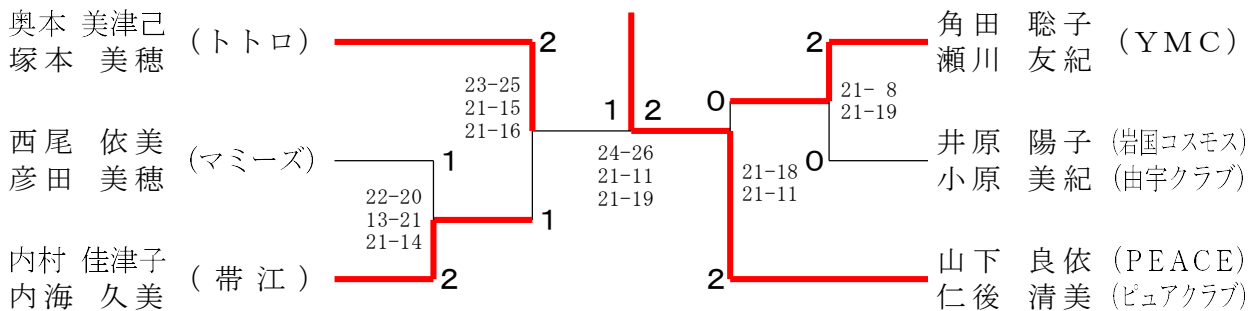 奥本 美津己
塚本 美穂
(トトロ)
2
23-25
21-15
21-16
西尾 依美
彦田 美穂
(マミーズ)
1
22-20
13-21
21-14
1
内村 佳津子
内海 久美
(帯江)
2
1
2
24-26
21-11
21-19
0
21-18
21-11
2
2
21- 8
21-19
0
角田 聡子
瀬川 友紀
(YMC)
井原 陽子 (岩国コスモス)
小原 美紀 (由宇クラブ)
山下 良依 (PEACE)
仁後 清美 (ピュアクラブ)